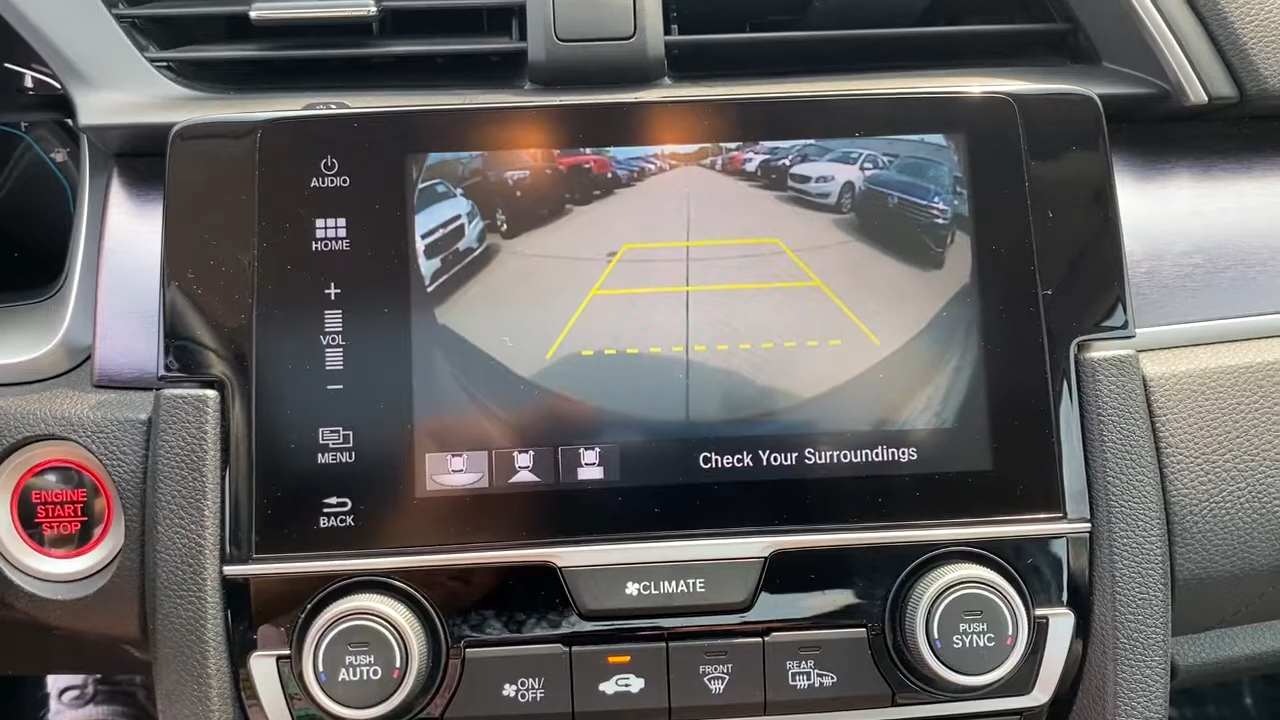 AUDIO
HOME
+
VOL
-
MENU
BACK
Check Your Surroundings
ENGINE
START
STOP
CLIMATE
PUSH
AUTO
ON/
OFF
FRONT
REAR
PUSH
SYNC